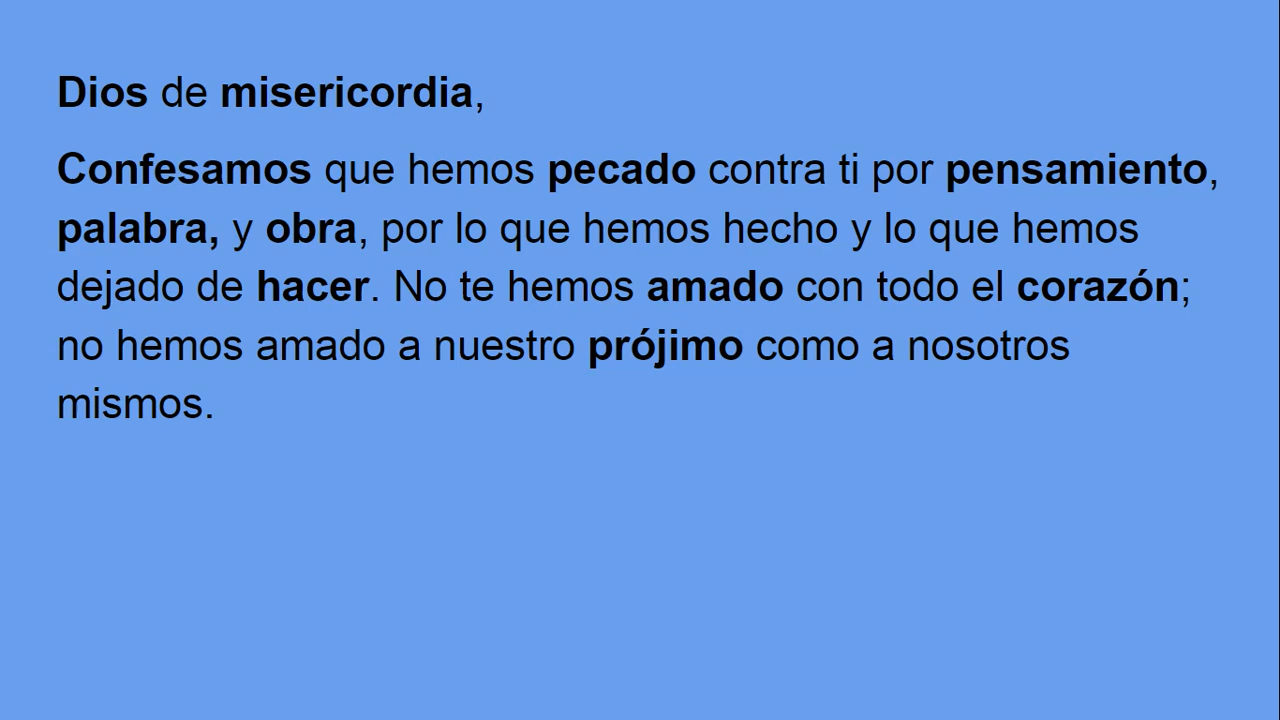 Dios de misericordia,
Confesamos que hemos pecado contra ti por pensamiento,
palabra, y obra, por lo que hemos hecho y lo que hemos
dejado de hacer. No te hemos amado con todo el corazón;
no hemos amado a nuestro prójimo como a nosotros
mismos.